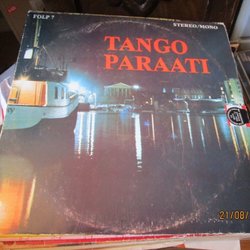 FOLP 7
STEREO/MONO
TANGO
PARAATI
21/08/